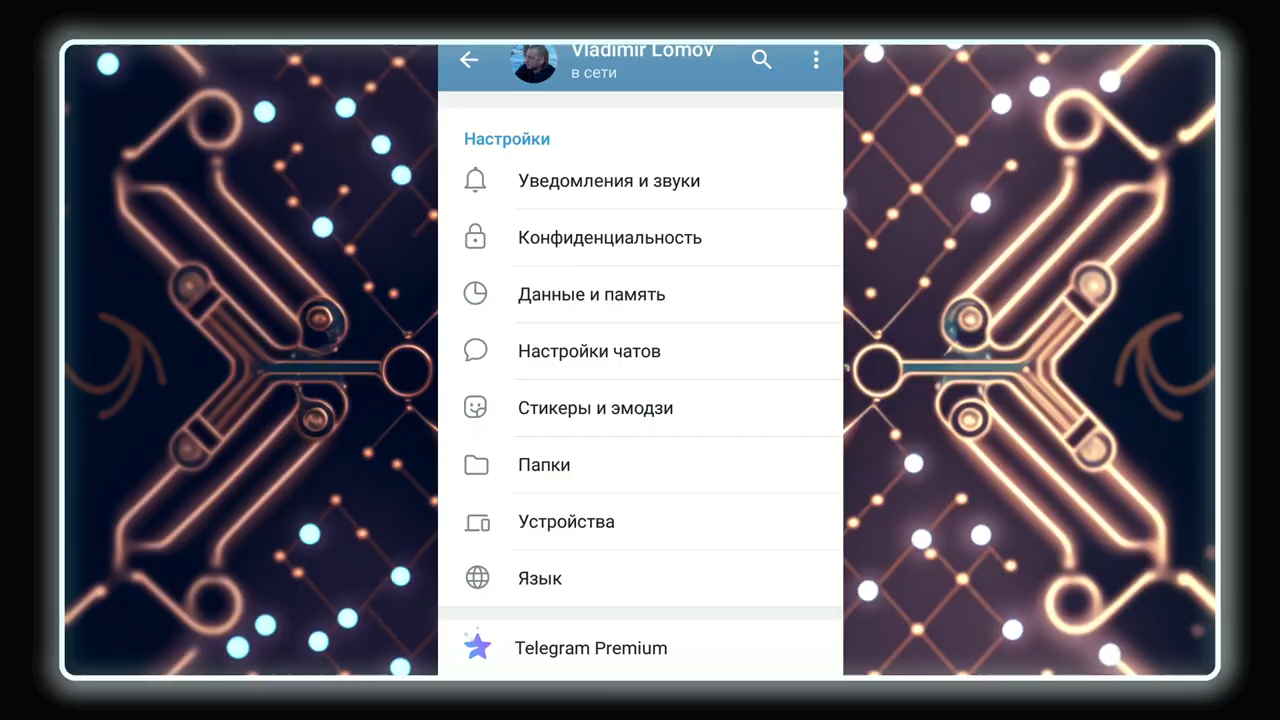 Vladimir Lomov
в сети
Настройки
Уведомления и звуки
Конфиденциальность
Данные и память
Настройки чатов
Стикеры и эмодзи
Папки
Устройства
Язык
Telegram Premium